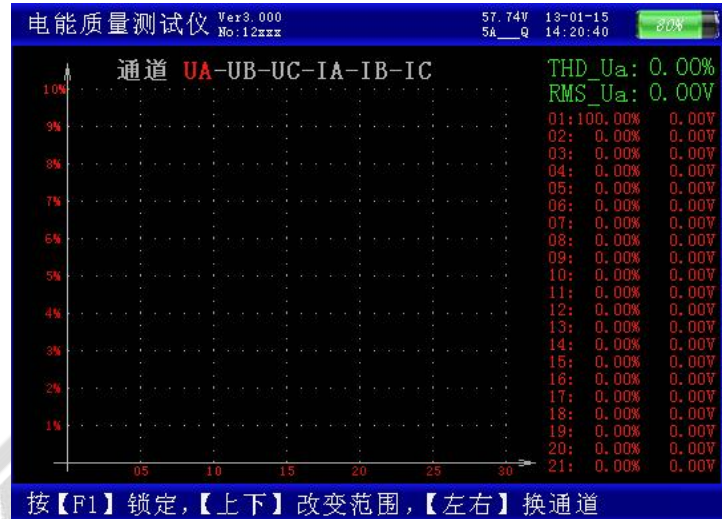 电能质量测试仪 Ver3.000 57.74V 13-01-15
No:12xxx 5A___Q 14:20:40 80%
通道 UA-UB-UC-IA-IB-IC
THD_Ua: 0.00%
RMS_Ua: 0.00V
10%
9%
8%
7%
6%
5%
4%
3%
2%
1%
05 10 15 20 25 30
01:100.00% 0.00V
02: 0.00% 0.00V
03: 0.00% 0.00V
04: 0.00% 0.00V
05: 0.00% 0.00V
06: 0.00% 0.00V
07: 0.00% 0.00V
08: 0.00% 0.00V
09: 0.00% 0.00V
10: 0.00% 0.00V
11: 0.00% 0.00V
12: 0.00% 0.00V
13: 0.00% 0.00V
14: 0.00% 0.00V
15: 0.00% 0.00V
16: 0.00% 0.00V
17: 0.00% 0.00V
18: 0.00% 0.00V
19: 0.00% 0.00V
20: 0.00% 0.00V
21: 0.00% 0.00V
按【F1】锁定,【上下】改变范围,【左右】换通道